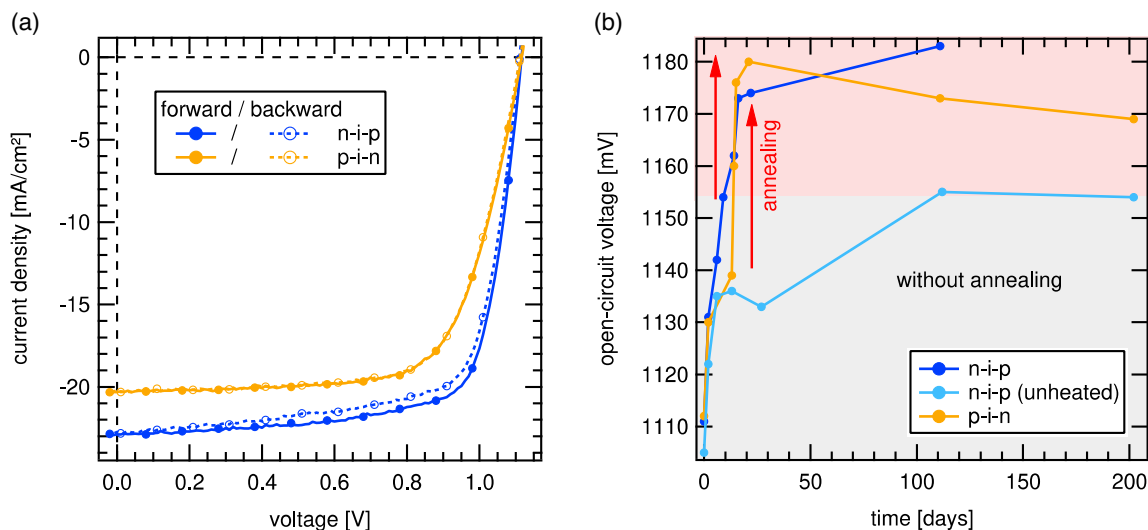 (a)
current density [mA/cm²]
0
-5
-10
-15
-20
forward / backward
/ n-i-p
/ p-i-n
0.0 0.2 0.4 0.6 0.8 1.0
voltage [V]
(b)
open-circuit voltage [mV]
1180
1170
1160
1150
1140
1130
1120
1110
annealing
without annealing
n-i-p
n-i-p (unheated)
p-i-n
0 50 100 150 200
time [days]